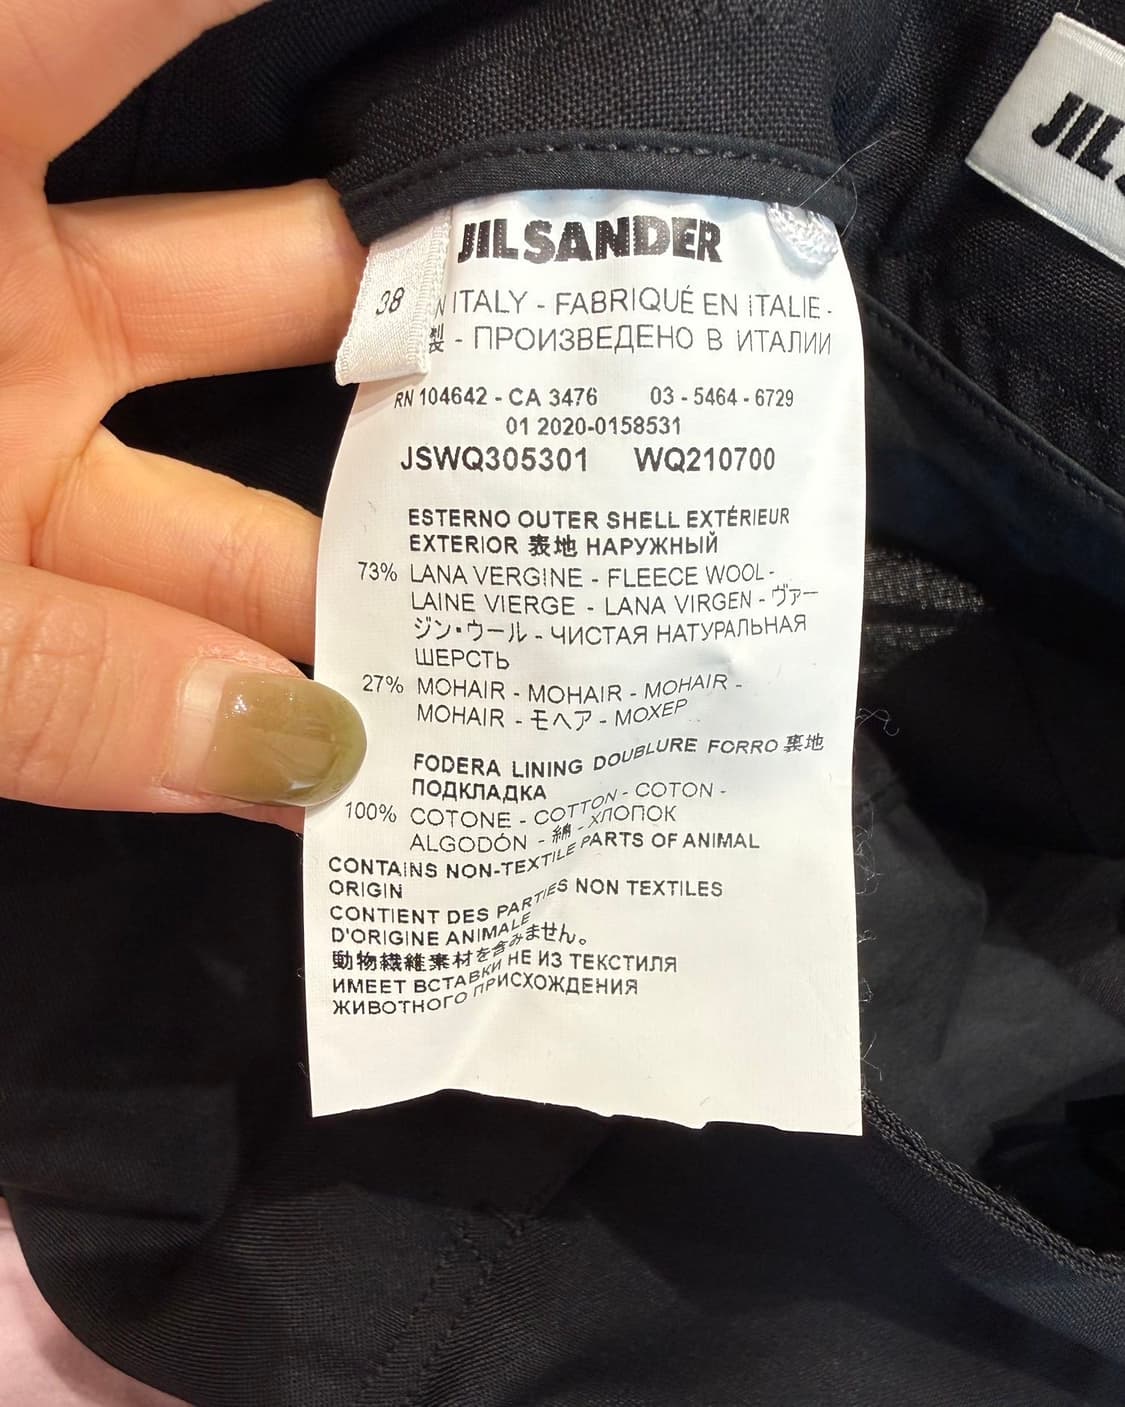 JIL
JILSANDER
38
N ITALY - FABRIQUÉ EN ITALIE -
製 - ПРОИЗВЕДЕНО В ИТАЛИИ
RN 104642 - CA 3476 03 - 5464 - 6729
01 2020-0158531
JSWQ305301 WQ210700
ESTERNO OUTER SHELL EXTÉRIEUR
EXTERIOR 表地 НАРУЖНЫЙ
73% LANA VERGINE - FLEECE WOOL -
LAINE VIERGE - LANA VIRGEN - ヴァー
ジン・ウール - ЧИСТАЯ НАТУРАЛЬНАЯ
ШЕРСТЬ
27% MOHAIR - MOHAIR - MOHAIR -
MOHAIR - モヘア - МОХЕР
FODERA LINING DOUBLURE FORRO 裏地
ПОДКЛАДКА
100% COTONE - COTTON - COTON -
ALGODÓN - 綿 - ХЛОПОК
CONTAINS NON-TEXTILE PARTS OF ANIMAL
ORIGIN
CONTIENT DES PARTIES NON TEXTILES
D'ORIGINE ANIMALE
動物繊維素材を含みません。
ИМЕЕТ ВСТАВКИ НЕ ИЗ ТЕКСТИЛЯ
ЖИВОТНОГО ПРИСХОЖДЕНИЯ